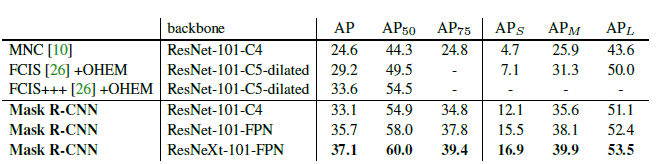 backbone AP AP50 AP75 APS APM APL
MNC [10] ResNet-101-C4 24.6 44.3 24.8 4.7 25.9 43.6
FCIS [26] +OHEM ResNet-101-C5-dilated 29.2 49.5 - 7.1 31.3 50.0
FCIS+++ [26] +OHEM ResNet-101-C5-dilated 33.6 54.5 - - - -
Mask R-CNN ResNet-101-C4 33.1 54.9 34.8 12.1 35.6 51.1
Mask R-CNN ResNet-101-FPN 35.7 58.0 37.8 15.5 38.1 52.4
Mask R-CNN ResNeXt-101-FPN 37.1 60.0 39.4 16.9 39.9 53.5